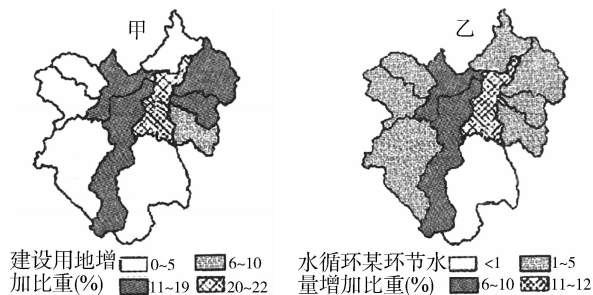 甲
乙
建设用地增
加比重(%)
0~5
6~10
11~19
20~22
水循环某环节水
量增加比重(%)
<1
1~5
6~10
11~12